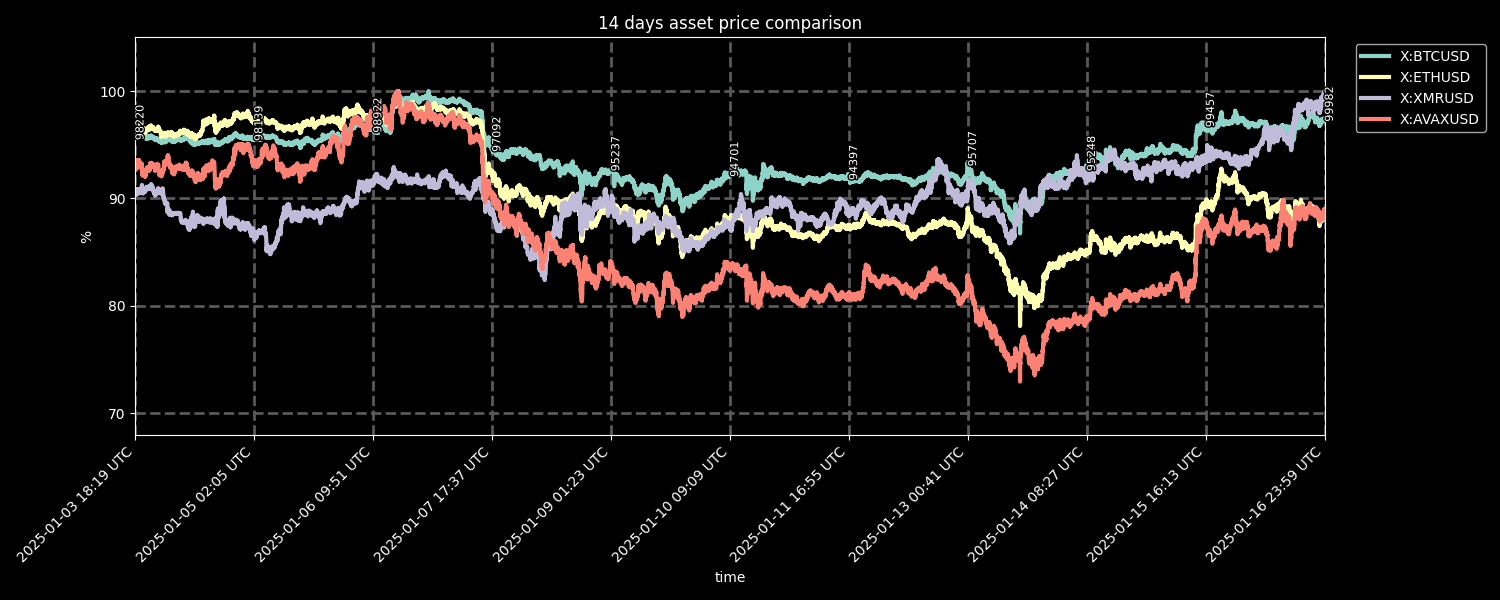 14 days asset price comparison
X:BTCUSD
X:ETHUSD
X:XMRUSD
X:AVAXUSD
100
90
80
70
%
98220
98139
98922
97092
95237
94701
94397
95707
95248
99457
99982
2025-01-03 18:19 UTC
2025-01-05 02:05 UTC
2025-01-06 09:51 UTC
2025-01-07 17:37 UTC
2025-01-09 01:23 UTC
2025-01-10 09:09 UTC
2025-01-11 16:55 UTC
2025-01-13 00:41 UTC
2025-01-14 08:27 UTC
2025-01-15 16:13 UTC
2025-01-16 23:59 UTC
time